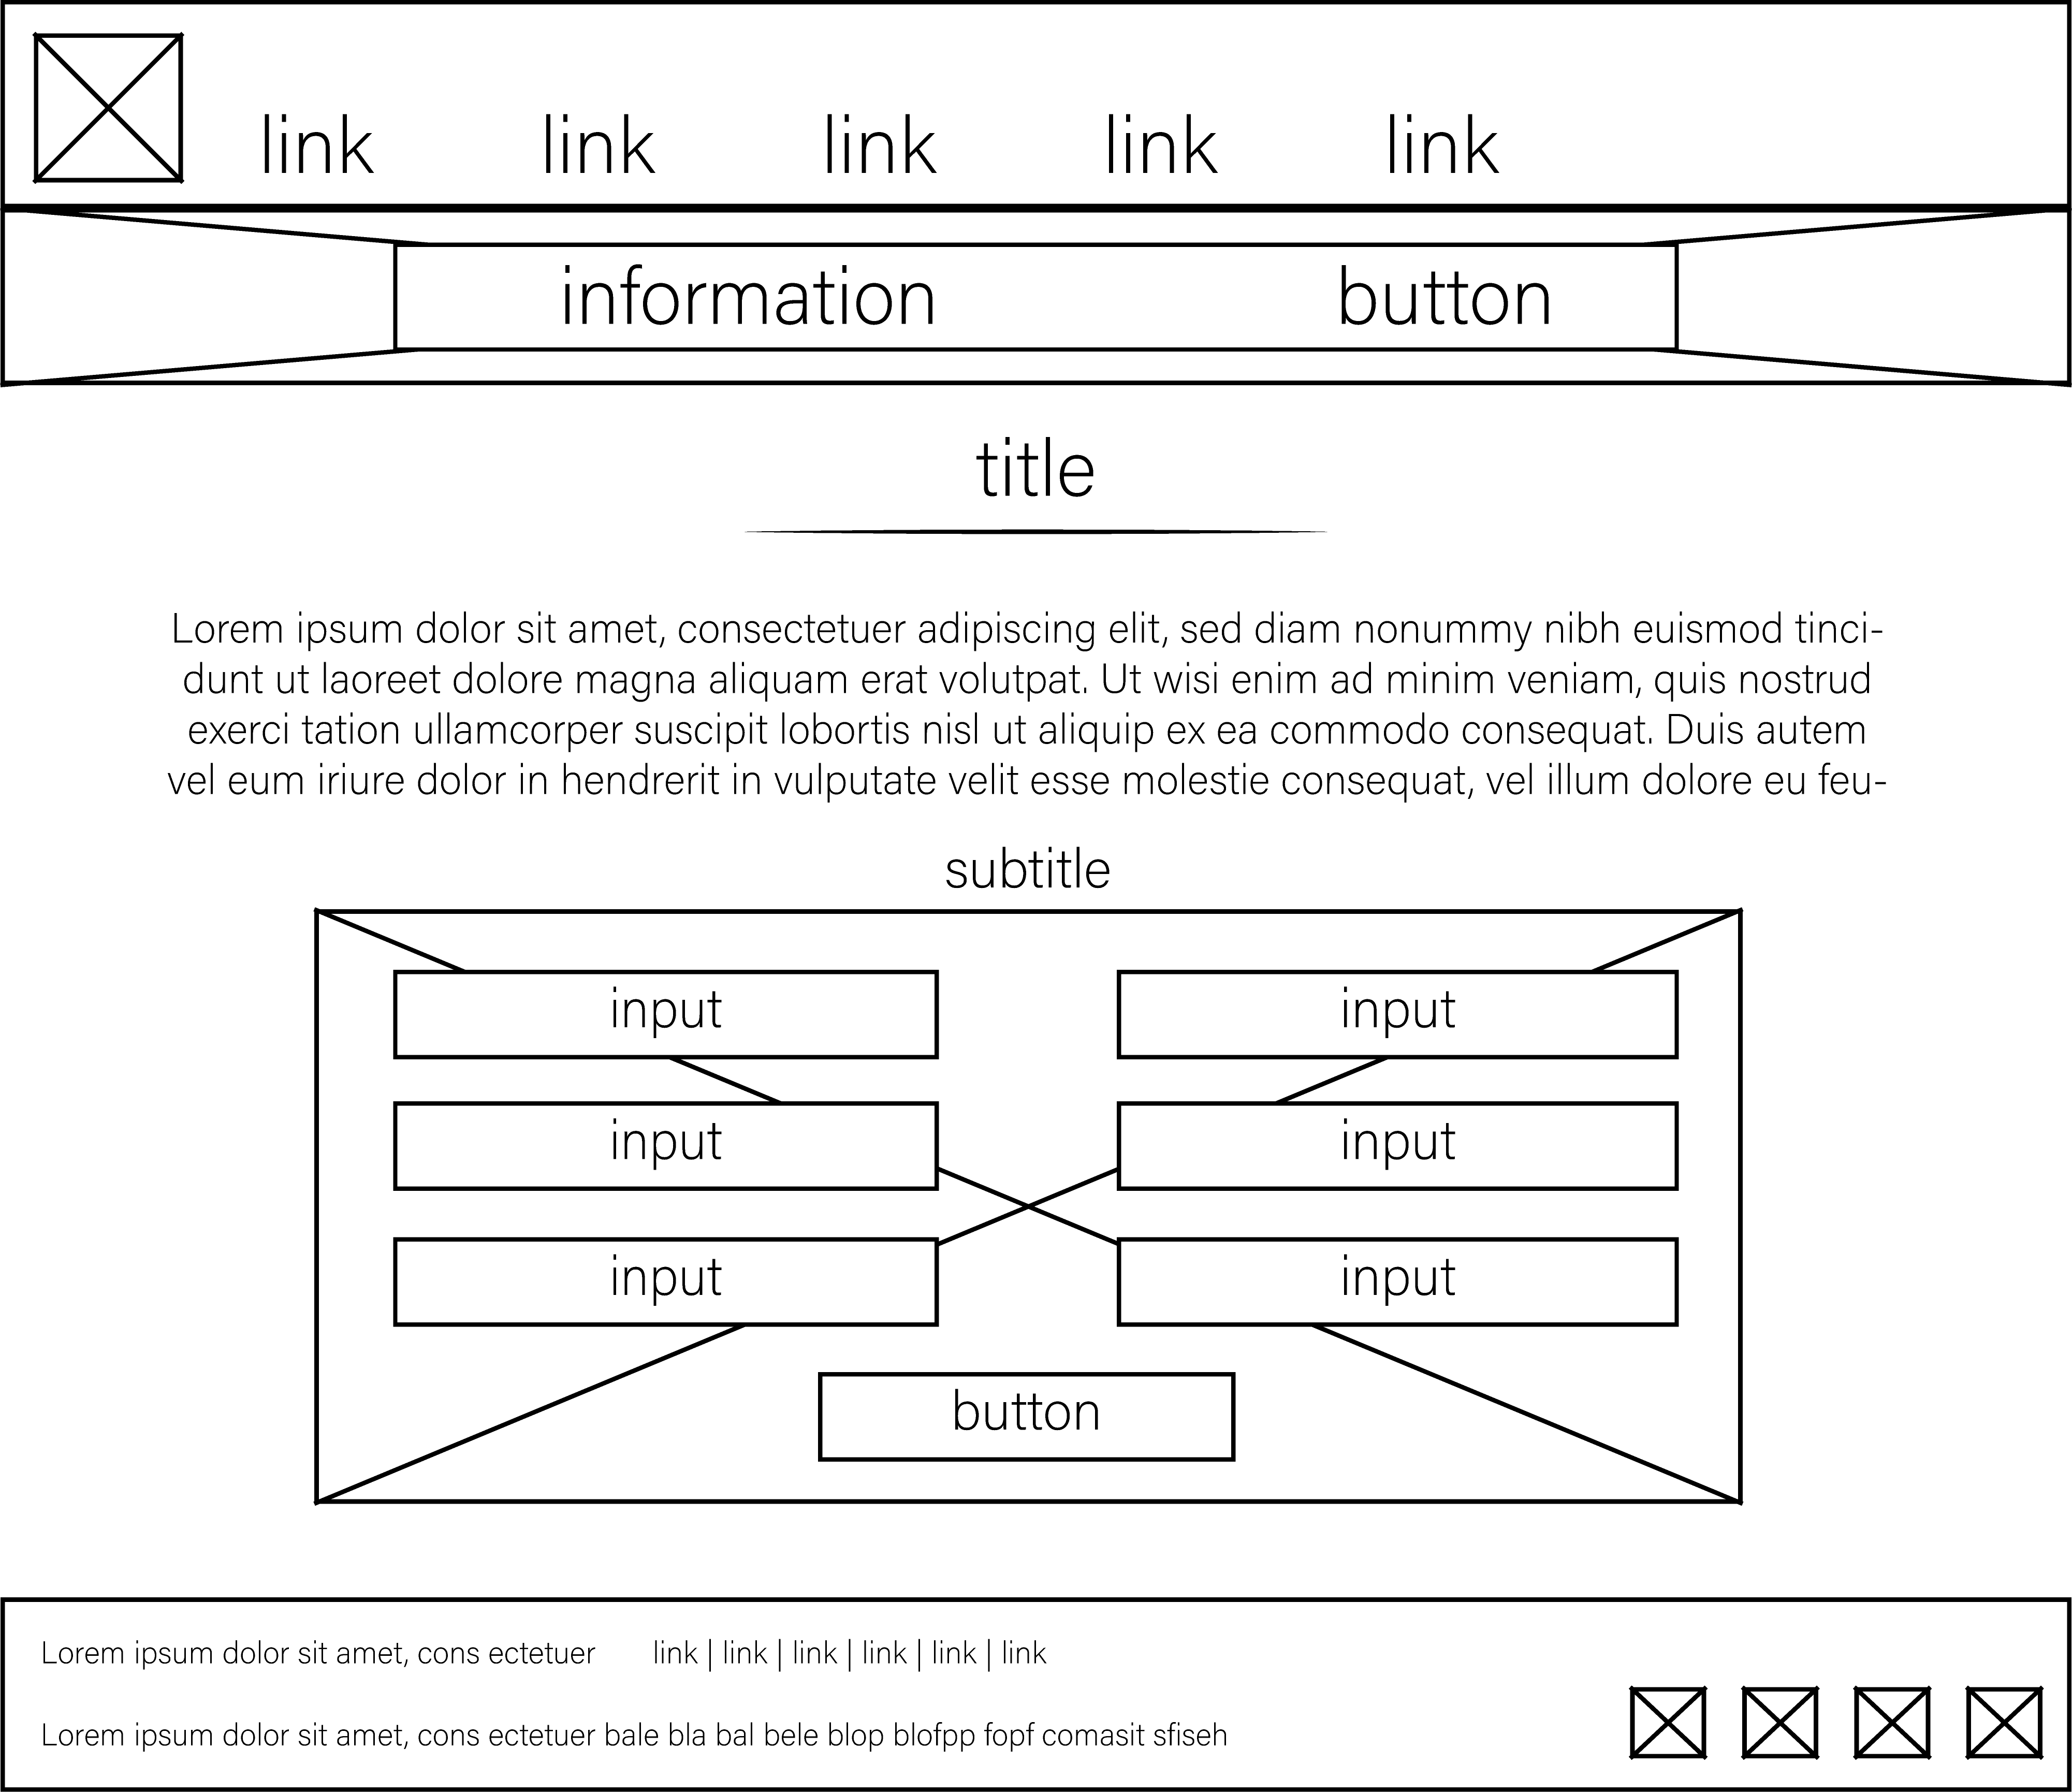 link link link link link
information button
title
Lorem ipsum dolor sit amet, consectetuer adipiscing elit, sed diam nonummy nibh euismod tinci-
dunt ut laoreet dolore magna aliquam erat volutpat. Ut wisi enim ad minim veniam, quis nostrud
exerci tation ullamcorper suscipit lobortis nisl ut aliquip ex ea commodo consequat. Duis autem
vel eum iriure dolor in hendrerit in vulputate velit esse molestie consequat, vel illum dolore eu feu-
subtitle
input input
input input
input input
button
Lorem ipsum dolor sit amet, cons ectetuer link | link | link | link | link | link
Lorem ipsum dolor sit amet, cons ectetuer bale bla bal bele blop blofpp fopf comasit sfiseh